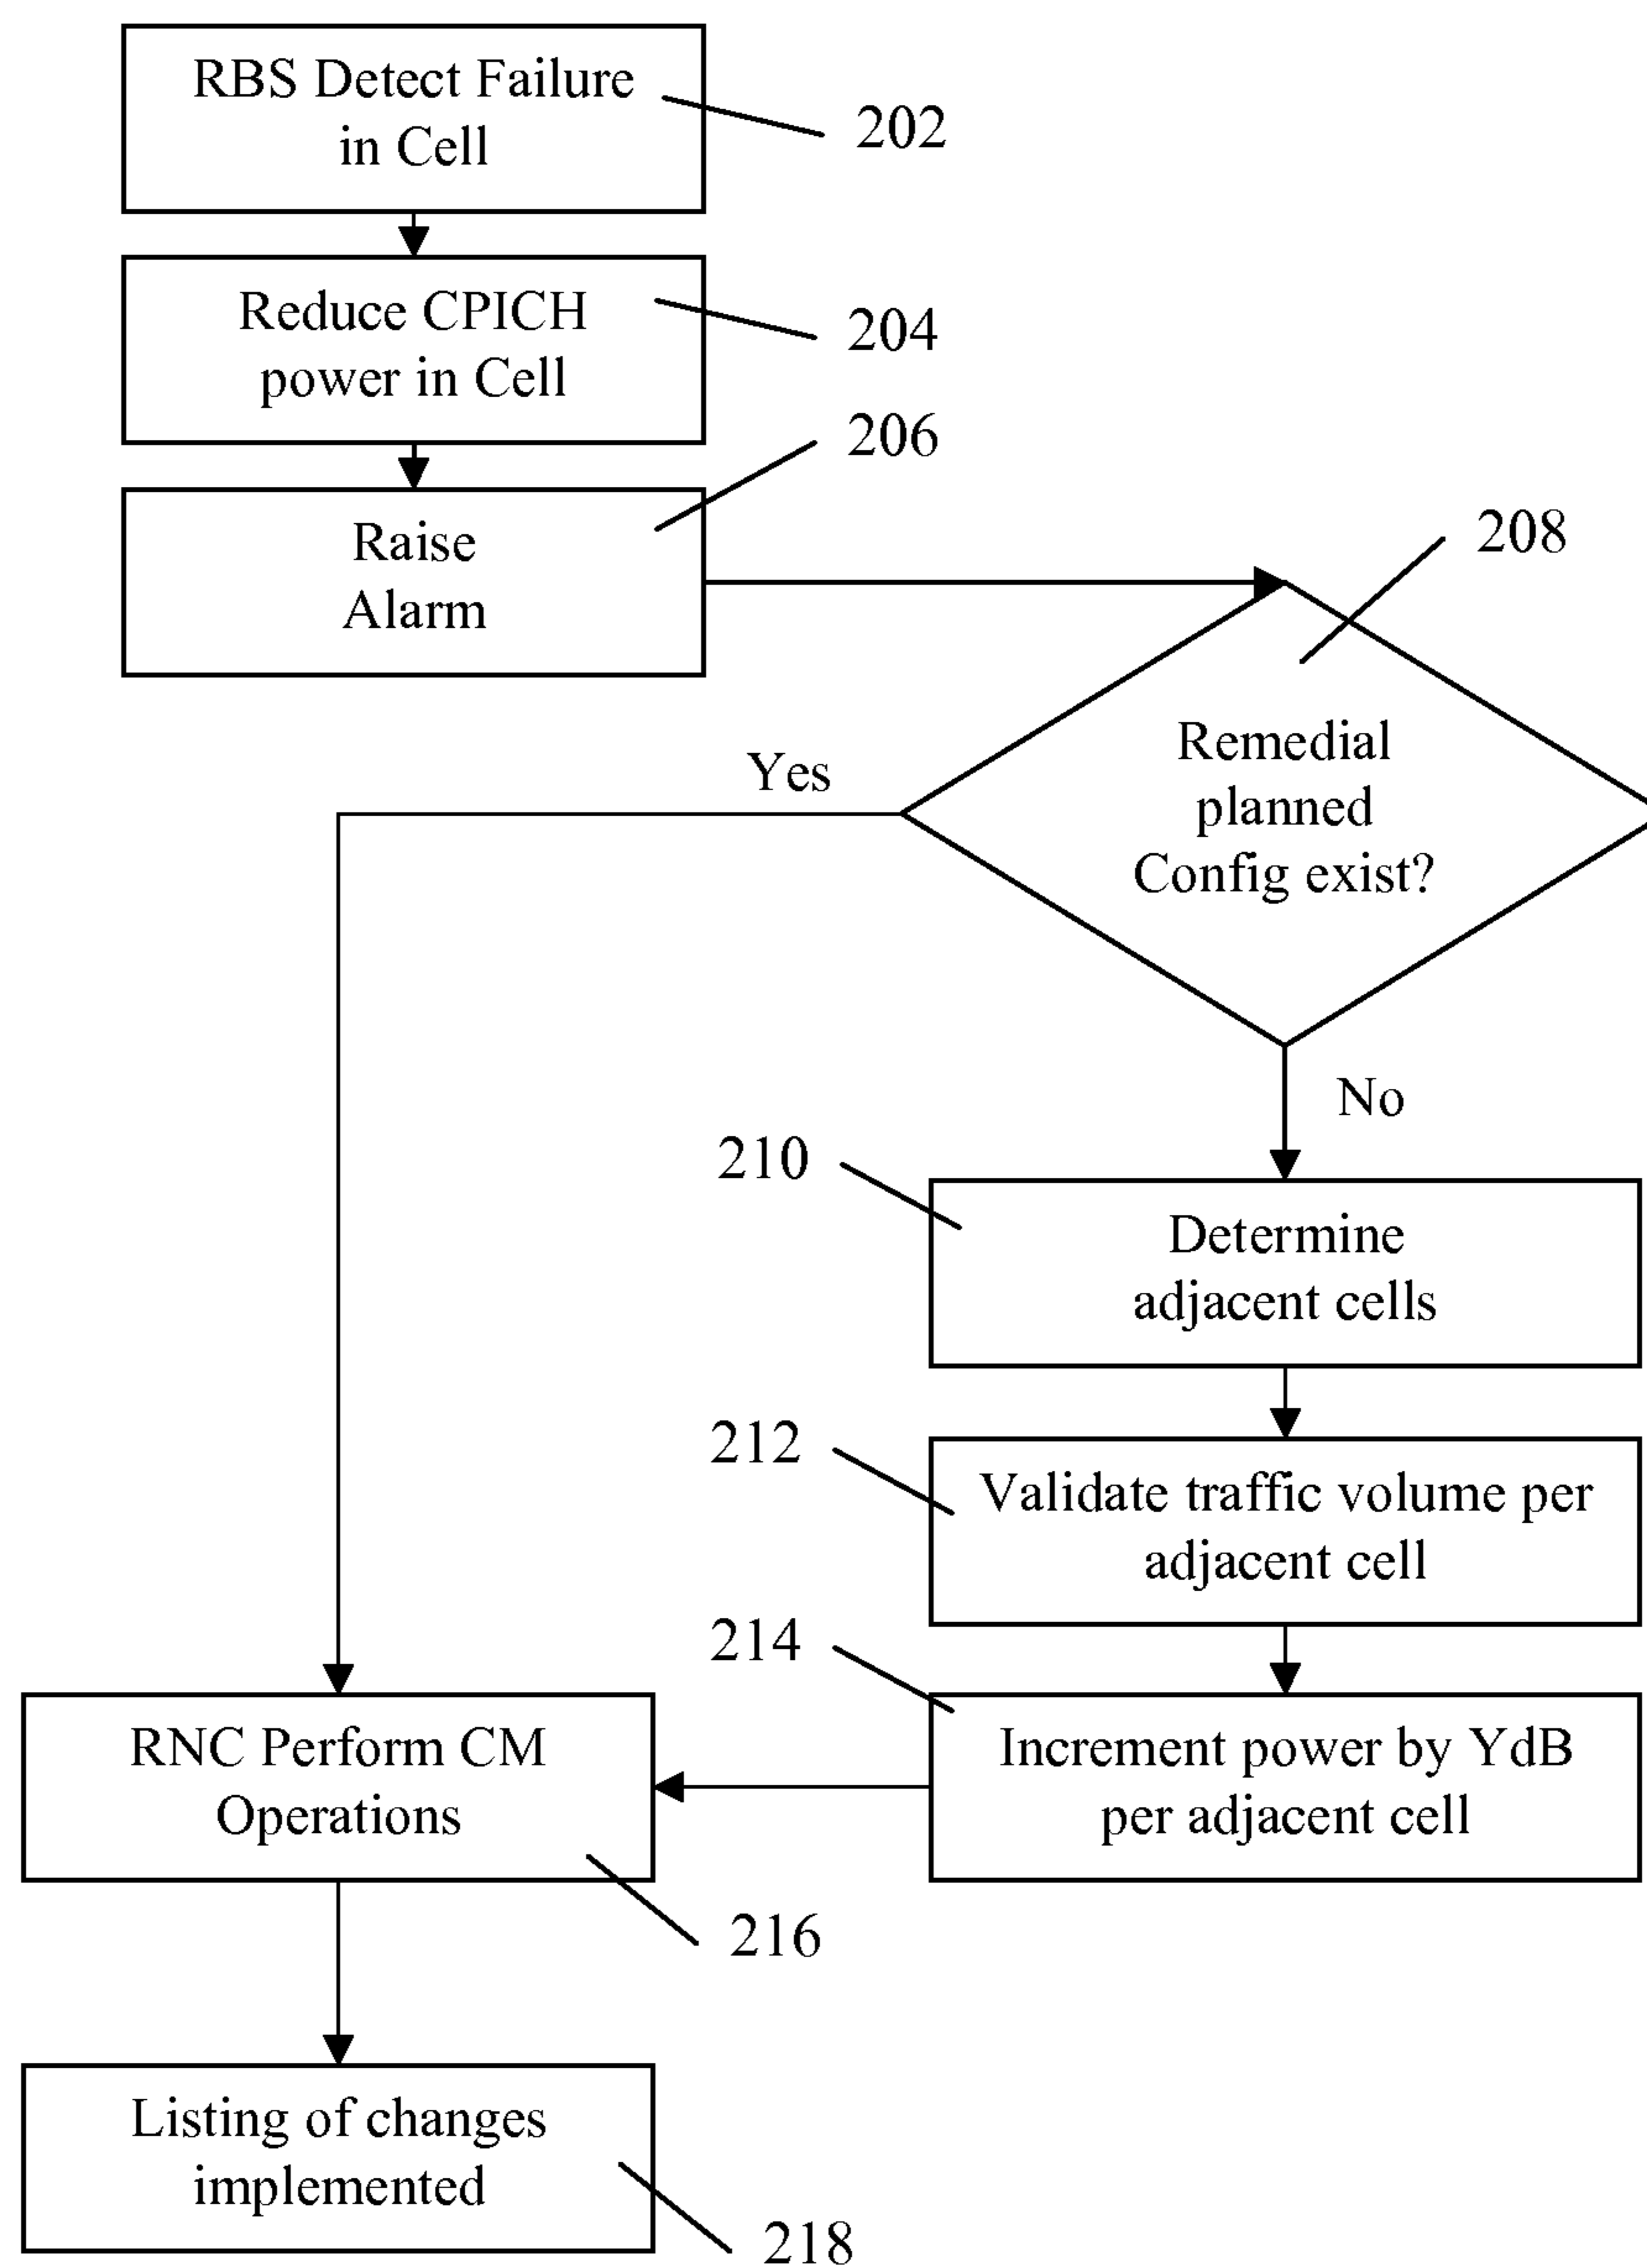 RBS Detect Failure
in Cell
202
Reduce CPICH
power in Cell
204
206
Raise
Alarm
208
Remedial
planned
Config exist?
Yes
No
210
Determine
adjacent cells
212
Validate traffic volume per
adjacent cell
214
Increment power by YdB
per adjacent cell
RNC Perform CM
Operations
216
Listing of changes
implemented
218